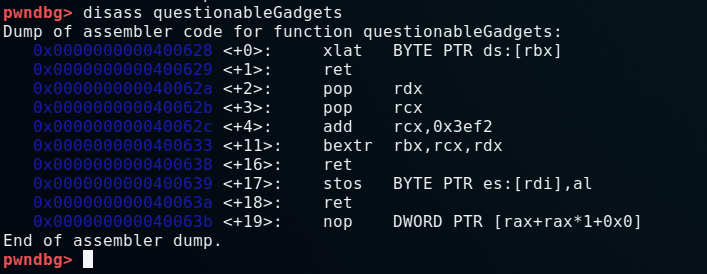 pwndbg> disass questionableGadgets
Dump of assembler code for function questionableGadgets:
0x0000000000400628 <+0>: xlat BYTE PTR ds:[rbx]
0x0000000000400629 <+1>: ret
0x000000000040062a <+2>: pop rdx
0x000000000040062b <+3>: pop rcx
0x000000000040062c <+4>: add rcx,0x3ef2
0x0000000000400633 <+11>: bextr rbx,rcx,rdx
0x0000000000400638 <+16>: ret
0x0000000000400639 <+17>: stos BYTE PTR es:[rdi],al
0x000000000040063a <+18>: ret
0x000000000040063b <+19>: nop DWORD PTR [rax+rax*1+0x0]
End of assembler dump.
pwndbg>